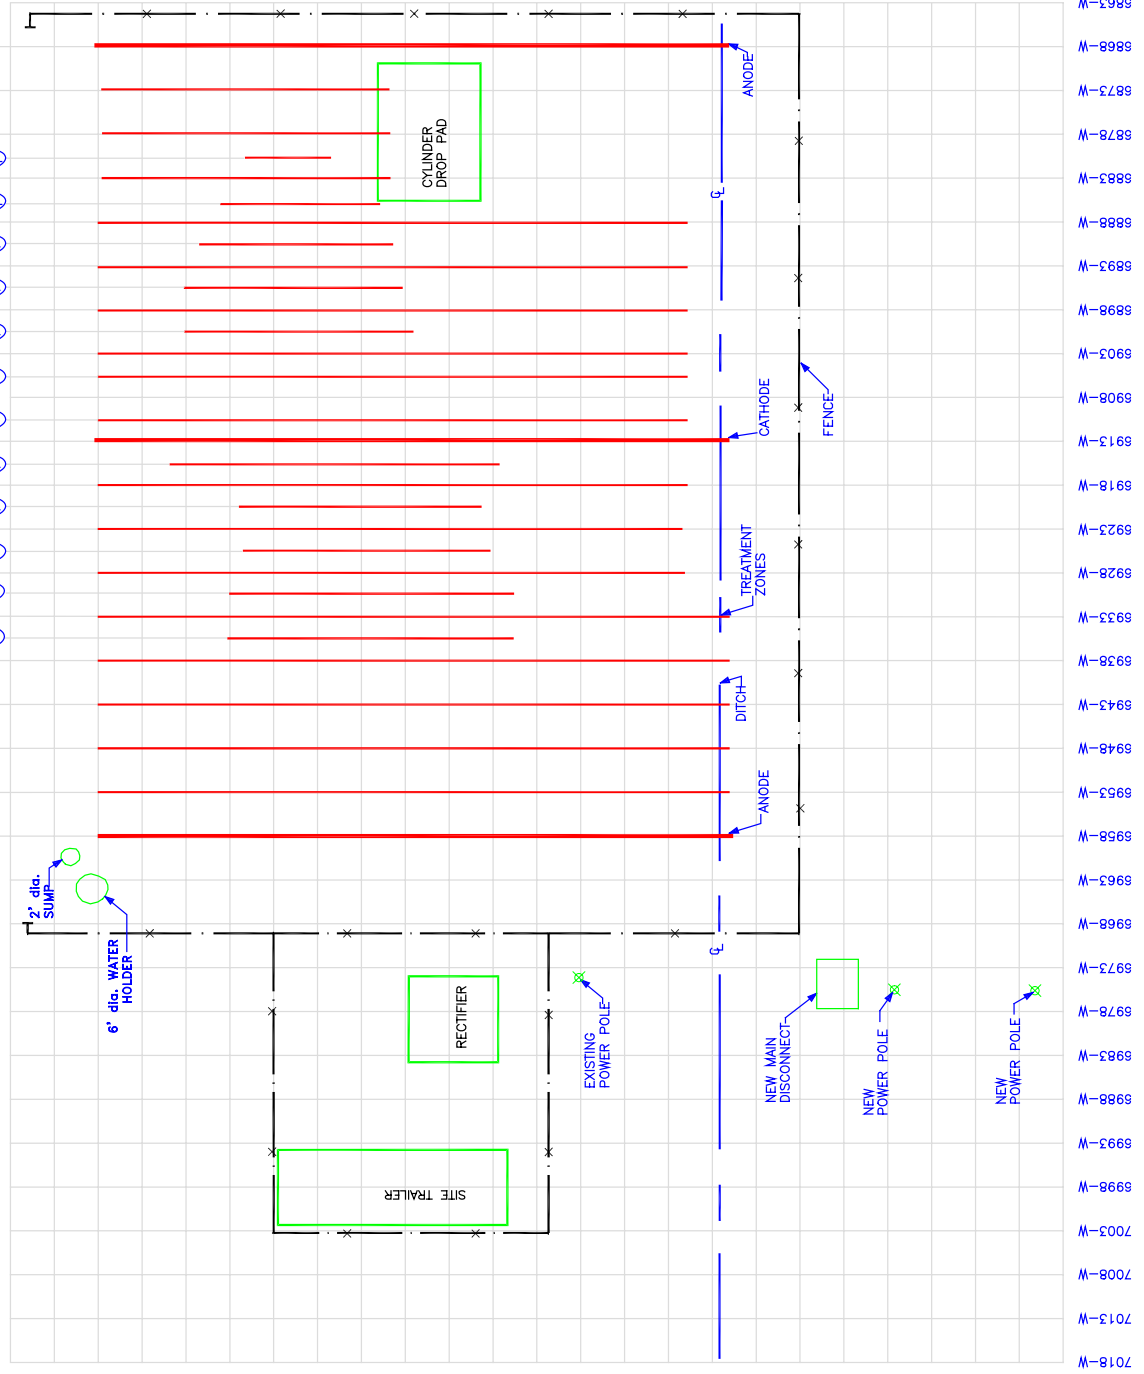 6863-W
6868-W
ANODE
6873-W
CYLINDER
DROP PAD
6878-W
6883-W
CL
6888-W
6893-W
6898-W
6903-W
CATHODE
FENCE
6908-W
6913-W
6918-W
TREATMENT
ZONES
6923-W
6928-W
6933-W
6938-W
DITCH
6943-W
6948-W
ANODE
6953-W
6958-W
2' dia.
SUMP
6963-W
6968-W
6' dia. WATER
HOLDER
CL
6973-W
RECTIFIER
EXISTING
POWER POLE
NEW MAIN
DISCONNECT
NEW
POWER POLE
NEW
POWER POLE
6978-W
6983-W
6988-W
6993-W
SITE TRAILER
6998-W
7003-W
7008-W
7013-W
7018-W